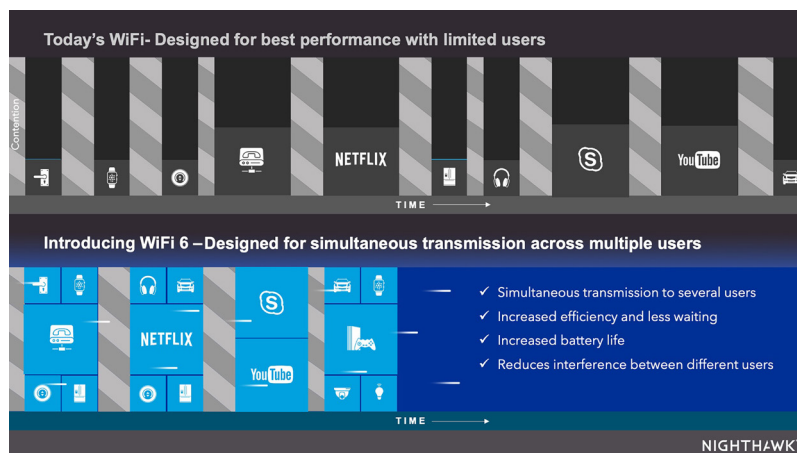 Today's WiFi- Designed for best performance with limited users
Contention
NETFLIX
S
YouTube
TIME
Introducing WiFi 6 –Designed for simultaneous transmission across multiple users
S
NETFLIX
YouTube
✓ Simultaneous transmission to several users
✓ Increased efficiency and less waiting
✓ Increased battery life
✓ Reduces interference between different users
TIME
NIGHTHAWK